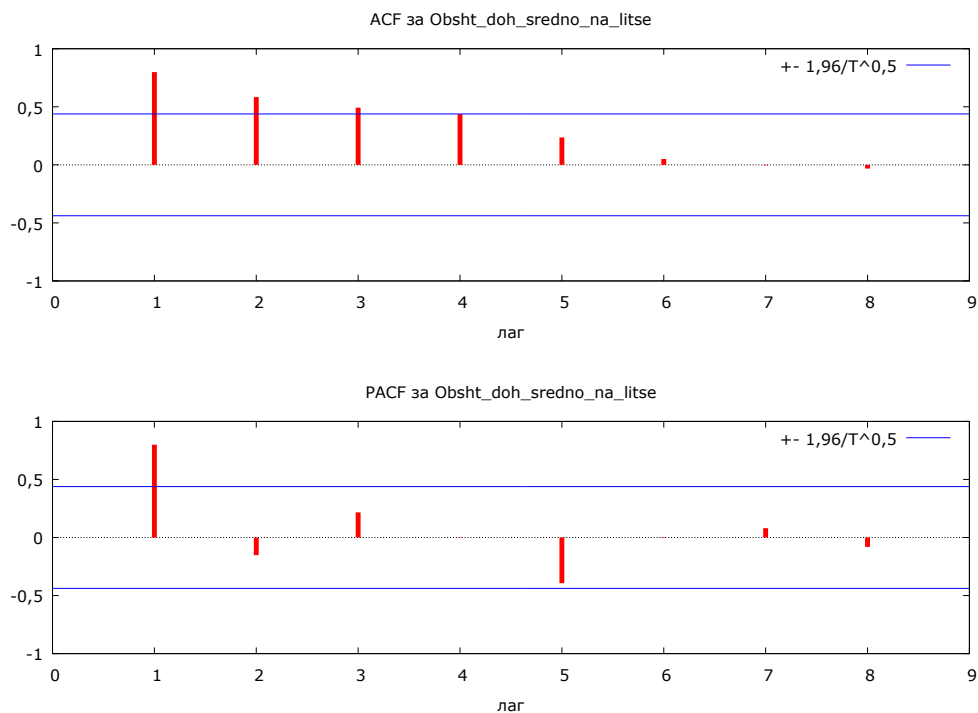 ACF за Obsht_doh_sredno_na_litse
+- 1,96/T^0,5
1
0,5
0
-0,5
-1
0 1 2 3 4 5 6 7 8 9
лаг
PACF за Obsht_doh_sredno_na_litse
+- 1,96/T^0,5
1
0,5
0
-0,5
-1
0 1 2 3 4 5 6 7 8 9
лаг